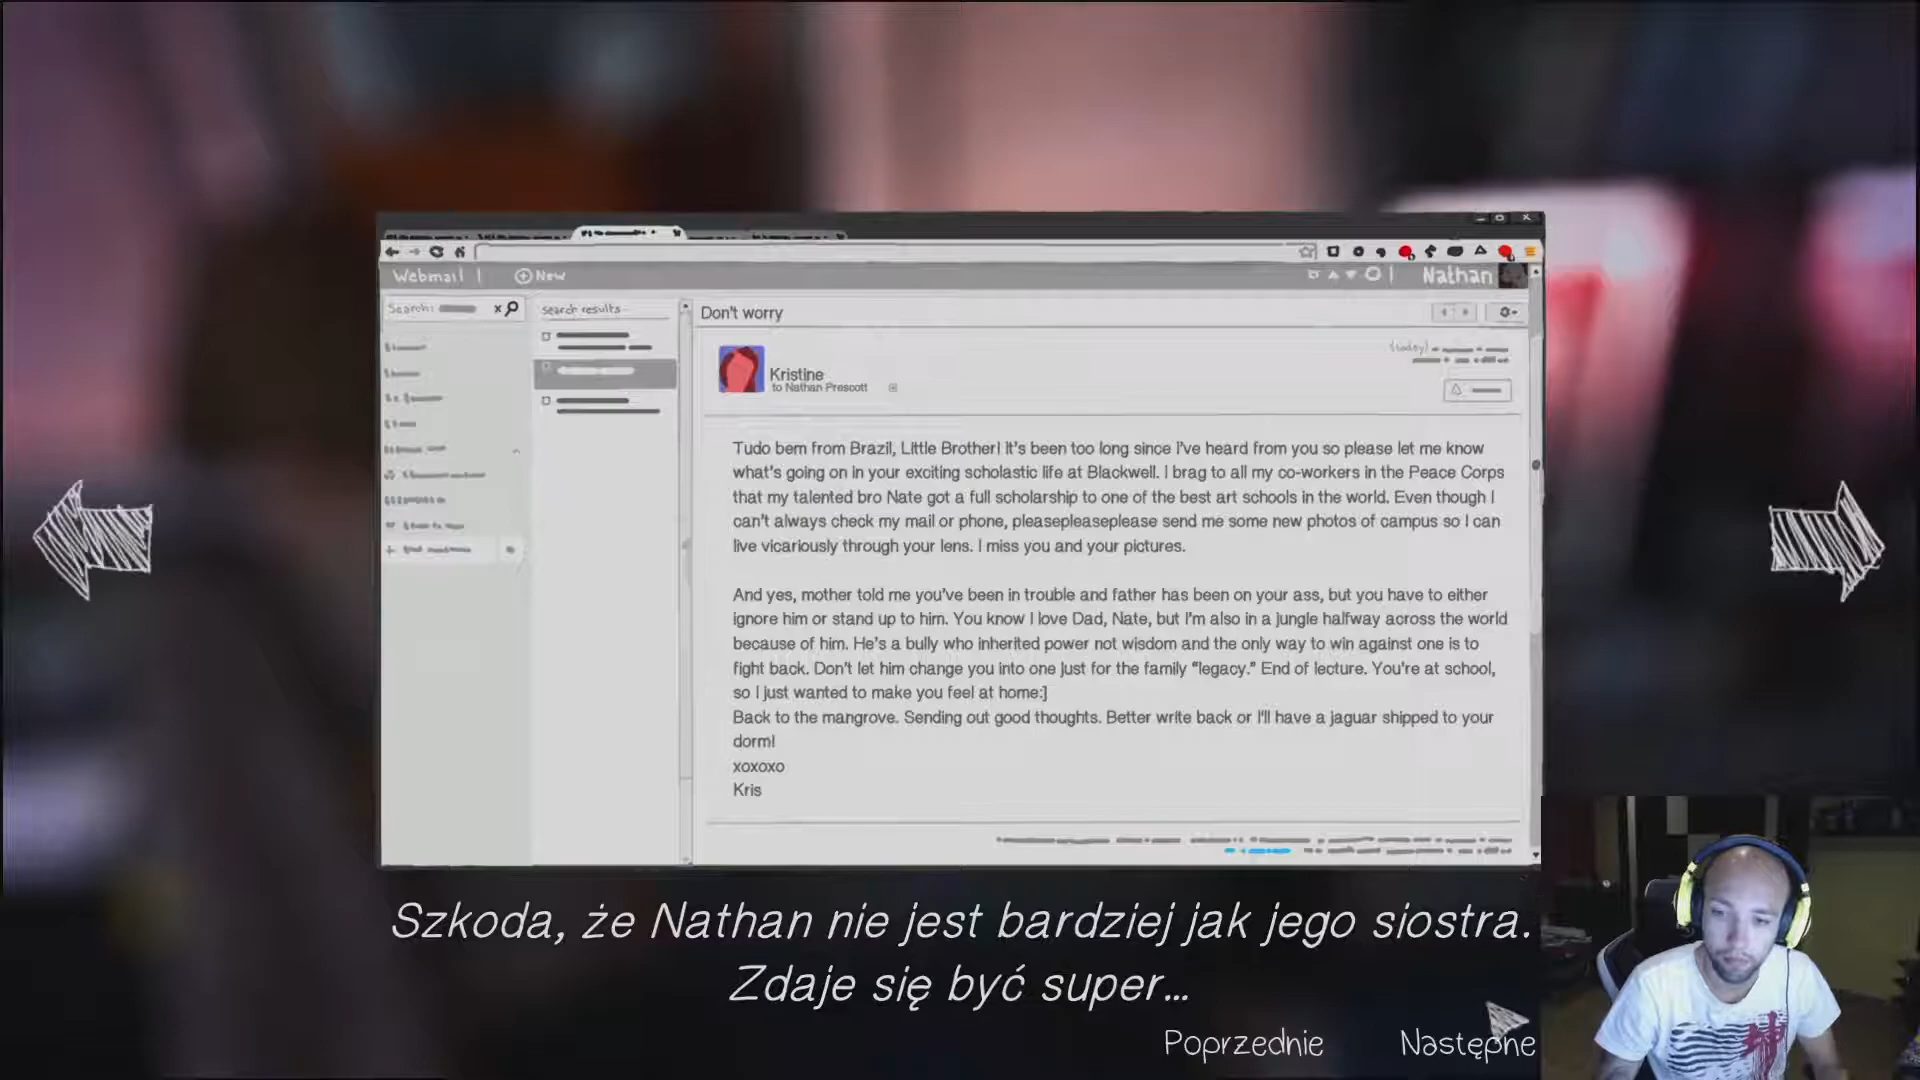 Webmail
New
Nathan
Search:
search results
Don't worry
(today)
Kristine
to Nathan Prescott
Tudo bem from Brazil, Little Brother! It's been too long since I've heard from you so please let me know
what's going on in your exciting scholastic life at Blackwell. I brag to all my co-workers in the Peace Corps
that my talented bro Nate got a full scholarship to one of the best art schools in the world. Even though I
can't always check my mail or phone, pleasepleaseplease send me some new photos of campus so I can
live vicariously through your lens. I miss you and your pictures.
And yes, mother told me you've been in trouble and father has been on your ass, but you have to either
ignore him or stand up to him. You know I love Dad, Nate, but I'm also in a jungle halfway across the world
because of him. He's a bully who inherited power not wisdom and the only way to win against one is to
fight back. Don't let him change you into one just for the family "legacy." End of lecture. You're at school,
so I just wanted to make you feel at home:]
Back to the mangrove. Sending out good thoughts. Better write back or I'll have a jaguar shipped to your
dorm!
xoxoxo
Kris
Szkoda, że Nathan nie jest bardziej jak jego siostra.
Zdaje się być super...
Poprzednie
Następne